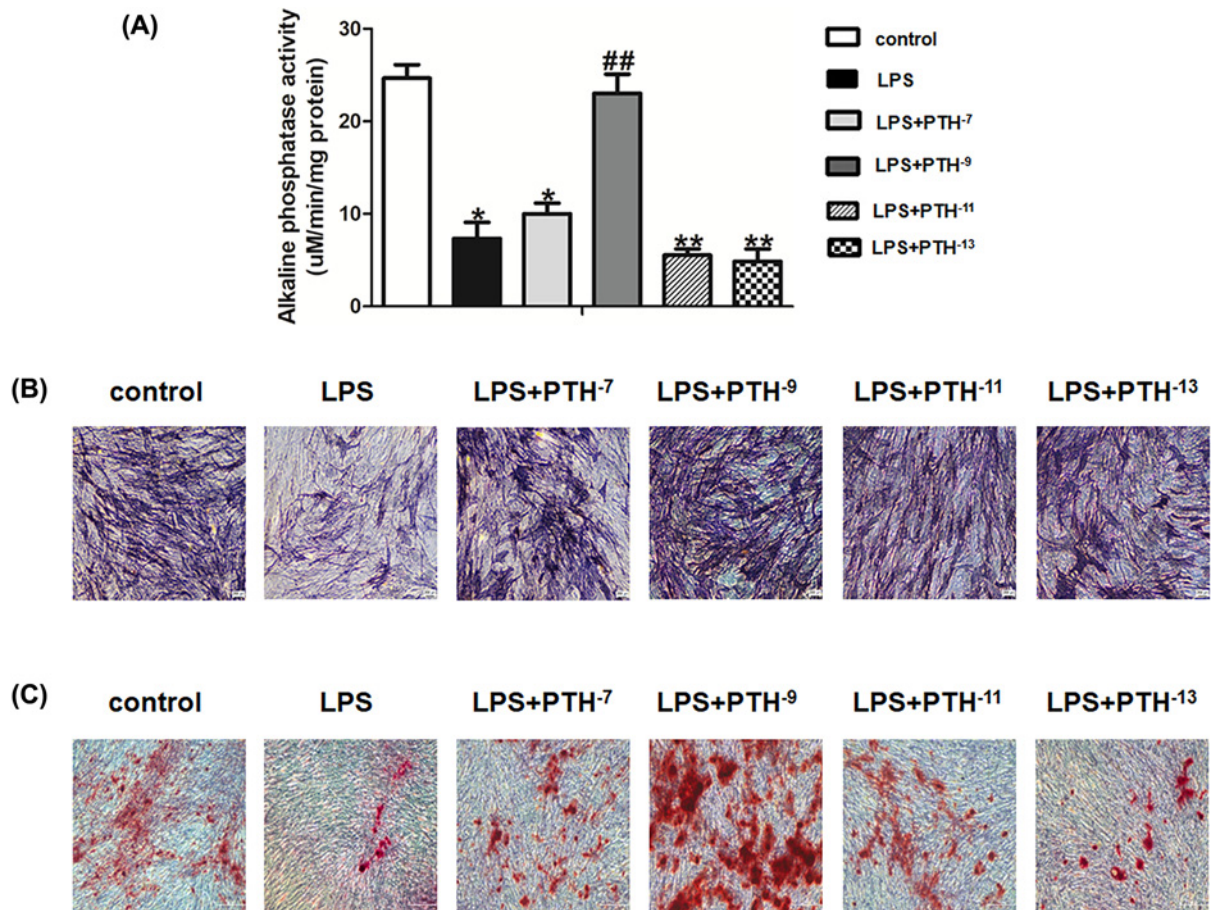 (A)
Alkaline phosphatase activity
(uM/min/mg protein)
30
20
10
0
*
*
##
**
**
control
LPS
LPS+PTH⁻⁷
LPS+PTH⁻⁹
LPS+PTH⁻¹¹
LPS+PTH⁻¹³
(B)
control LPS LPS+PTH⁻⁷ LPS+PTH⁻⁹ LPS+PTH⁻¹¹ LPS+PTH⁻¹³
(C)
control LPS LPS+PTH⁻⁷ LPS+PTH⁻⁹ LPS+PTH⁻¹¹ LPS+PTH⁻¹³